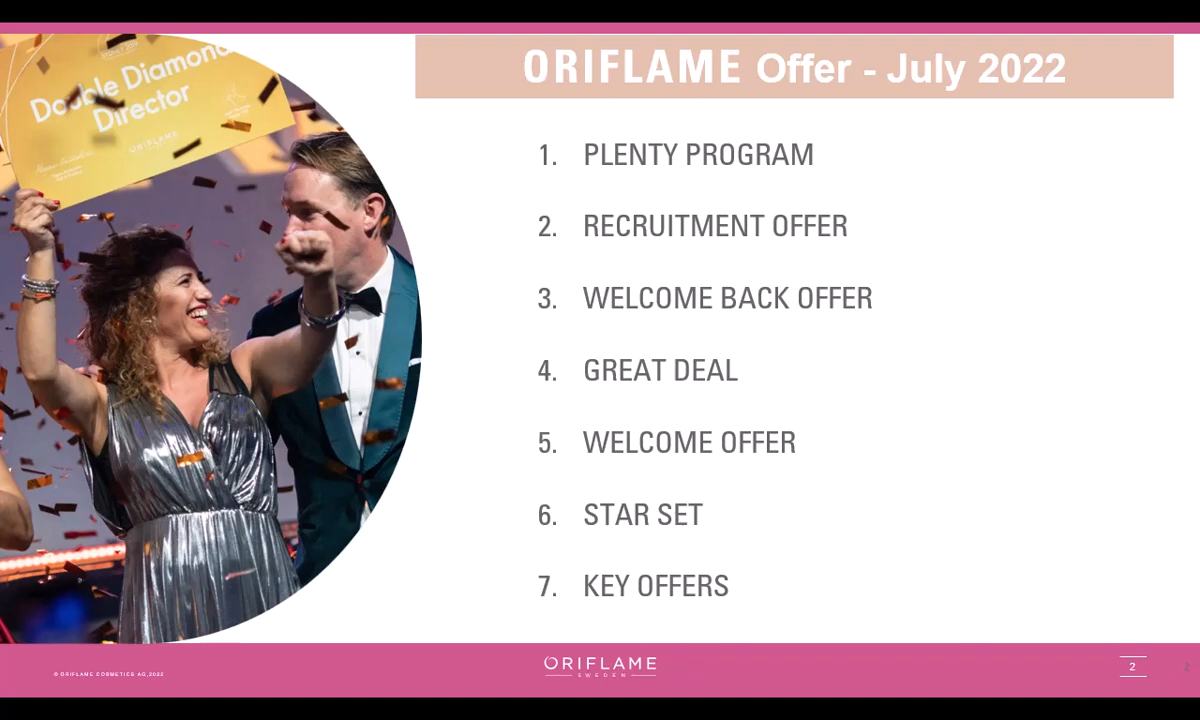 Double Diamond
Director
ORIFLAME
ORIFLAME Offer - July 2022
1. PLENTY PROGRAM
2. RECRUITMENT OFFER
3. WELCOME BACK OFFER
4. GREAT DEAL
5. WELCOME OFFER
6. STAR SET
7. KEY OFFERS
© ORIFLAME COSMETICS AG,2022
ORIFLAME
SWEDEN
2
2